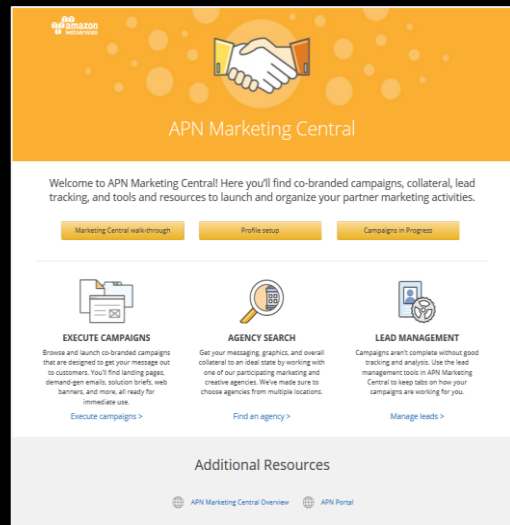 amazon
webservices
APN Marketing Central
Welcome to APN Marketing Central! Here you'll find co-branded campaigns, collateral, lead
tracking, and tools and resources to launch and organize your partner marketing activities.
Marketing Central walk-through
Profile setup
Campaigns in Progress
EXECUTE CAMPAIGNS
Browse and launch co-branded campaigns
that are designed to get your message out
to customers. You'll find landing pages,
demand-gen emails, solution briefs, web
banners, and more, all ready for
immediate use.
Execute campaigns >
AGENCY SEARCH
Get your messaging, graphics, and overall
collateral to an ideal state by working with
one of our participating marketing and
creative agencies. We've made sure to
choose agencies from multiple locations.
Find an agency >
LEAD MANAGEMENT
Campaigns aren't complete without good
tracking and analysis. Use the lead
management tools in APN Marketing
Central to keep tabs on how your
campaigns are working for you.
Manage leads >
Additional Resources
APN Marketing Central Overview
APN Portal